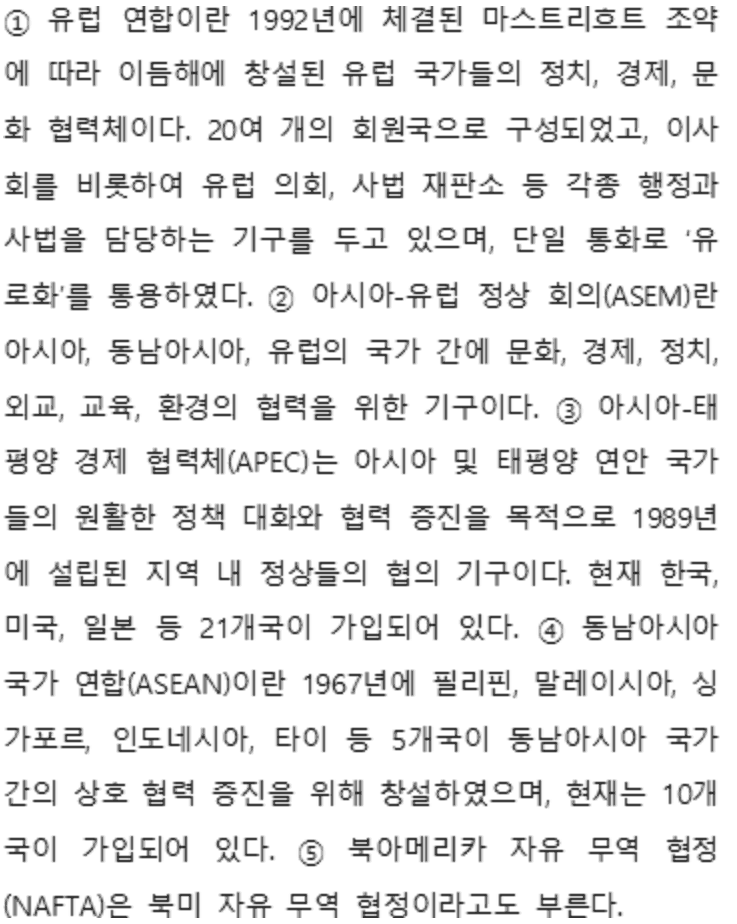 ① 유럽 연합이란 1992년에 체결된 마스트리흐트 조약
에 따라 이듬해에 창설된 유럽 국가들의 정치, 경제, 문
화 협력체이다. 20여 개의 회원국으로 구성되었고, 이사
회를 비롯하여 유럽 의회, 사법 재판소 등 각종 행정과
사법을 담당하는 기구를 두고 있으며, 단일 통화로 ‘유
로화’를 통용하였다. ② 아시아-유럽 정상 회의(ASEM)란
아시아, 동남아시아, 유럽의 국가 간에 문화, 경제, 정치,
외교, 교육, 환경의 협력을 위한 기구이다. ③ 아시아-태
평양 경제 협력체(APEC)는 아시아 및 태평양 연안 국가
들의 원활한 정책 대화와 협력 증진을 목적으로 1989년
에 설립된 지역 내 정상들의 협의 기구이다. 현재 한국,
미국, 일본 등 21개국이 가입되어 있다. ④ 동남아시아
국가 연합(ASEAN)이란 1967년에 필리핀, 말레이시아, 싱
가포르, 인도네시아, 타이 등 5개국이 동남아시아 국가
간의 상호 협력 증진을 위해 창설하였으며, 현재는 10개
국이 가입되어 있다. ⑤ 북아메리카 자유 무역 협정
(NAFTA)은 북미 자유 무역 협정이라고도 부른다.